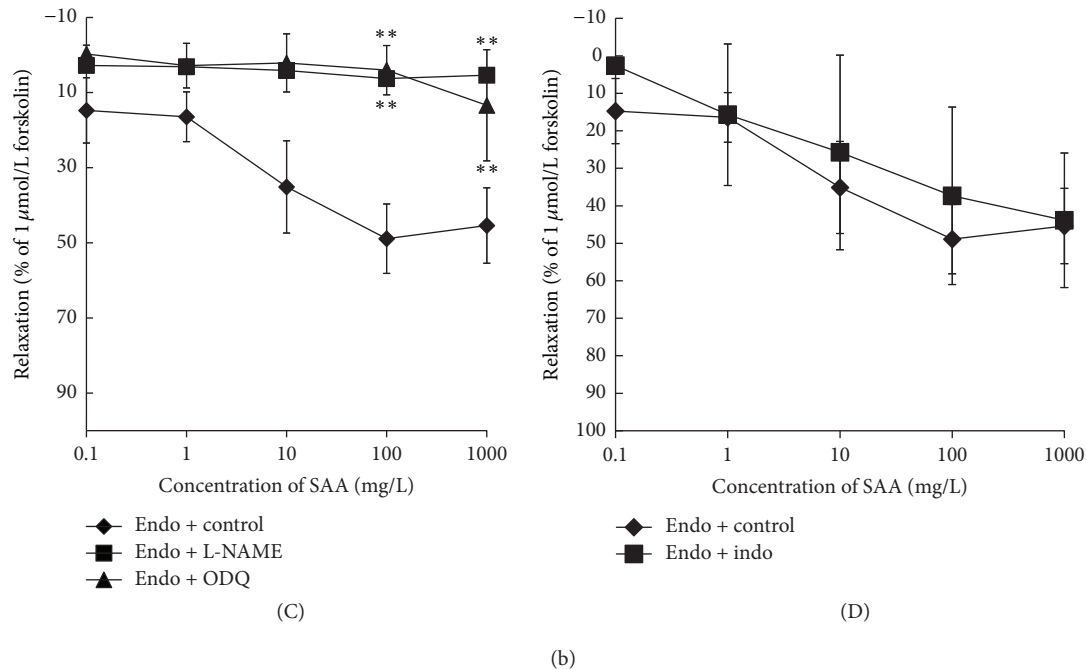 −10
10
30
50
70
90
Relaxation (% of 1 μmol/L forskolin)
**
**
**
**
0.1 1 10 100 1000
Concentration of SAA (mg/L)
Endo + control
Endo + L-NAME
Endo + ODQ
(C)
−10
0
10
20
30
40
50
60
70
80
90
100
Relaxation (% of 1 μmol/L forskolin)
0.1 1 10 100 1000
Concentration of SAA (mg/L)
Endo + control
Endo + indo
(D)
(b)